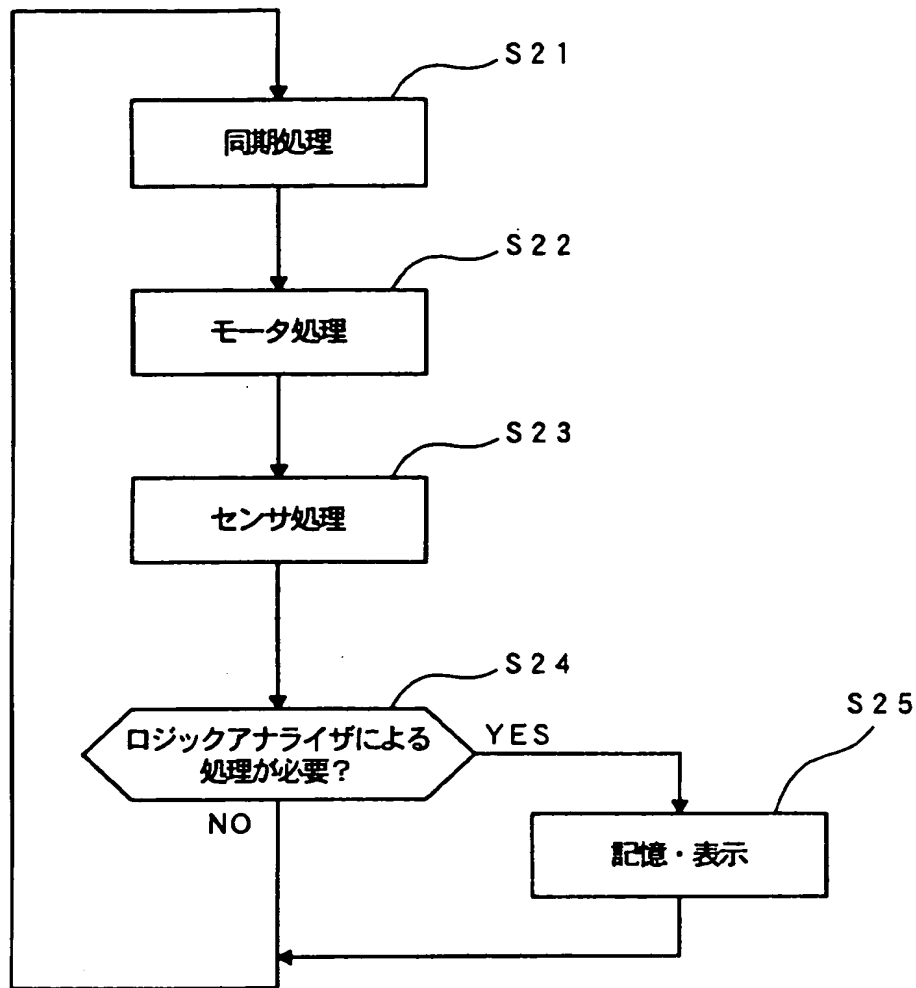 S21
同期処理
S22
モータ処理
S23
センサ処理
S24
ロジックアナライザによる
処理が必要?
YES
NO
S25
記憶・表示